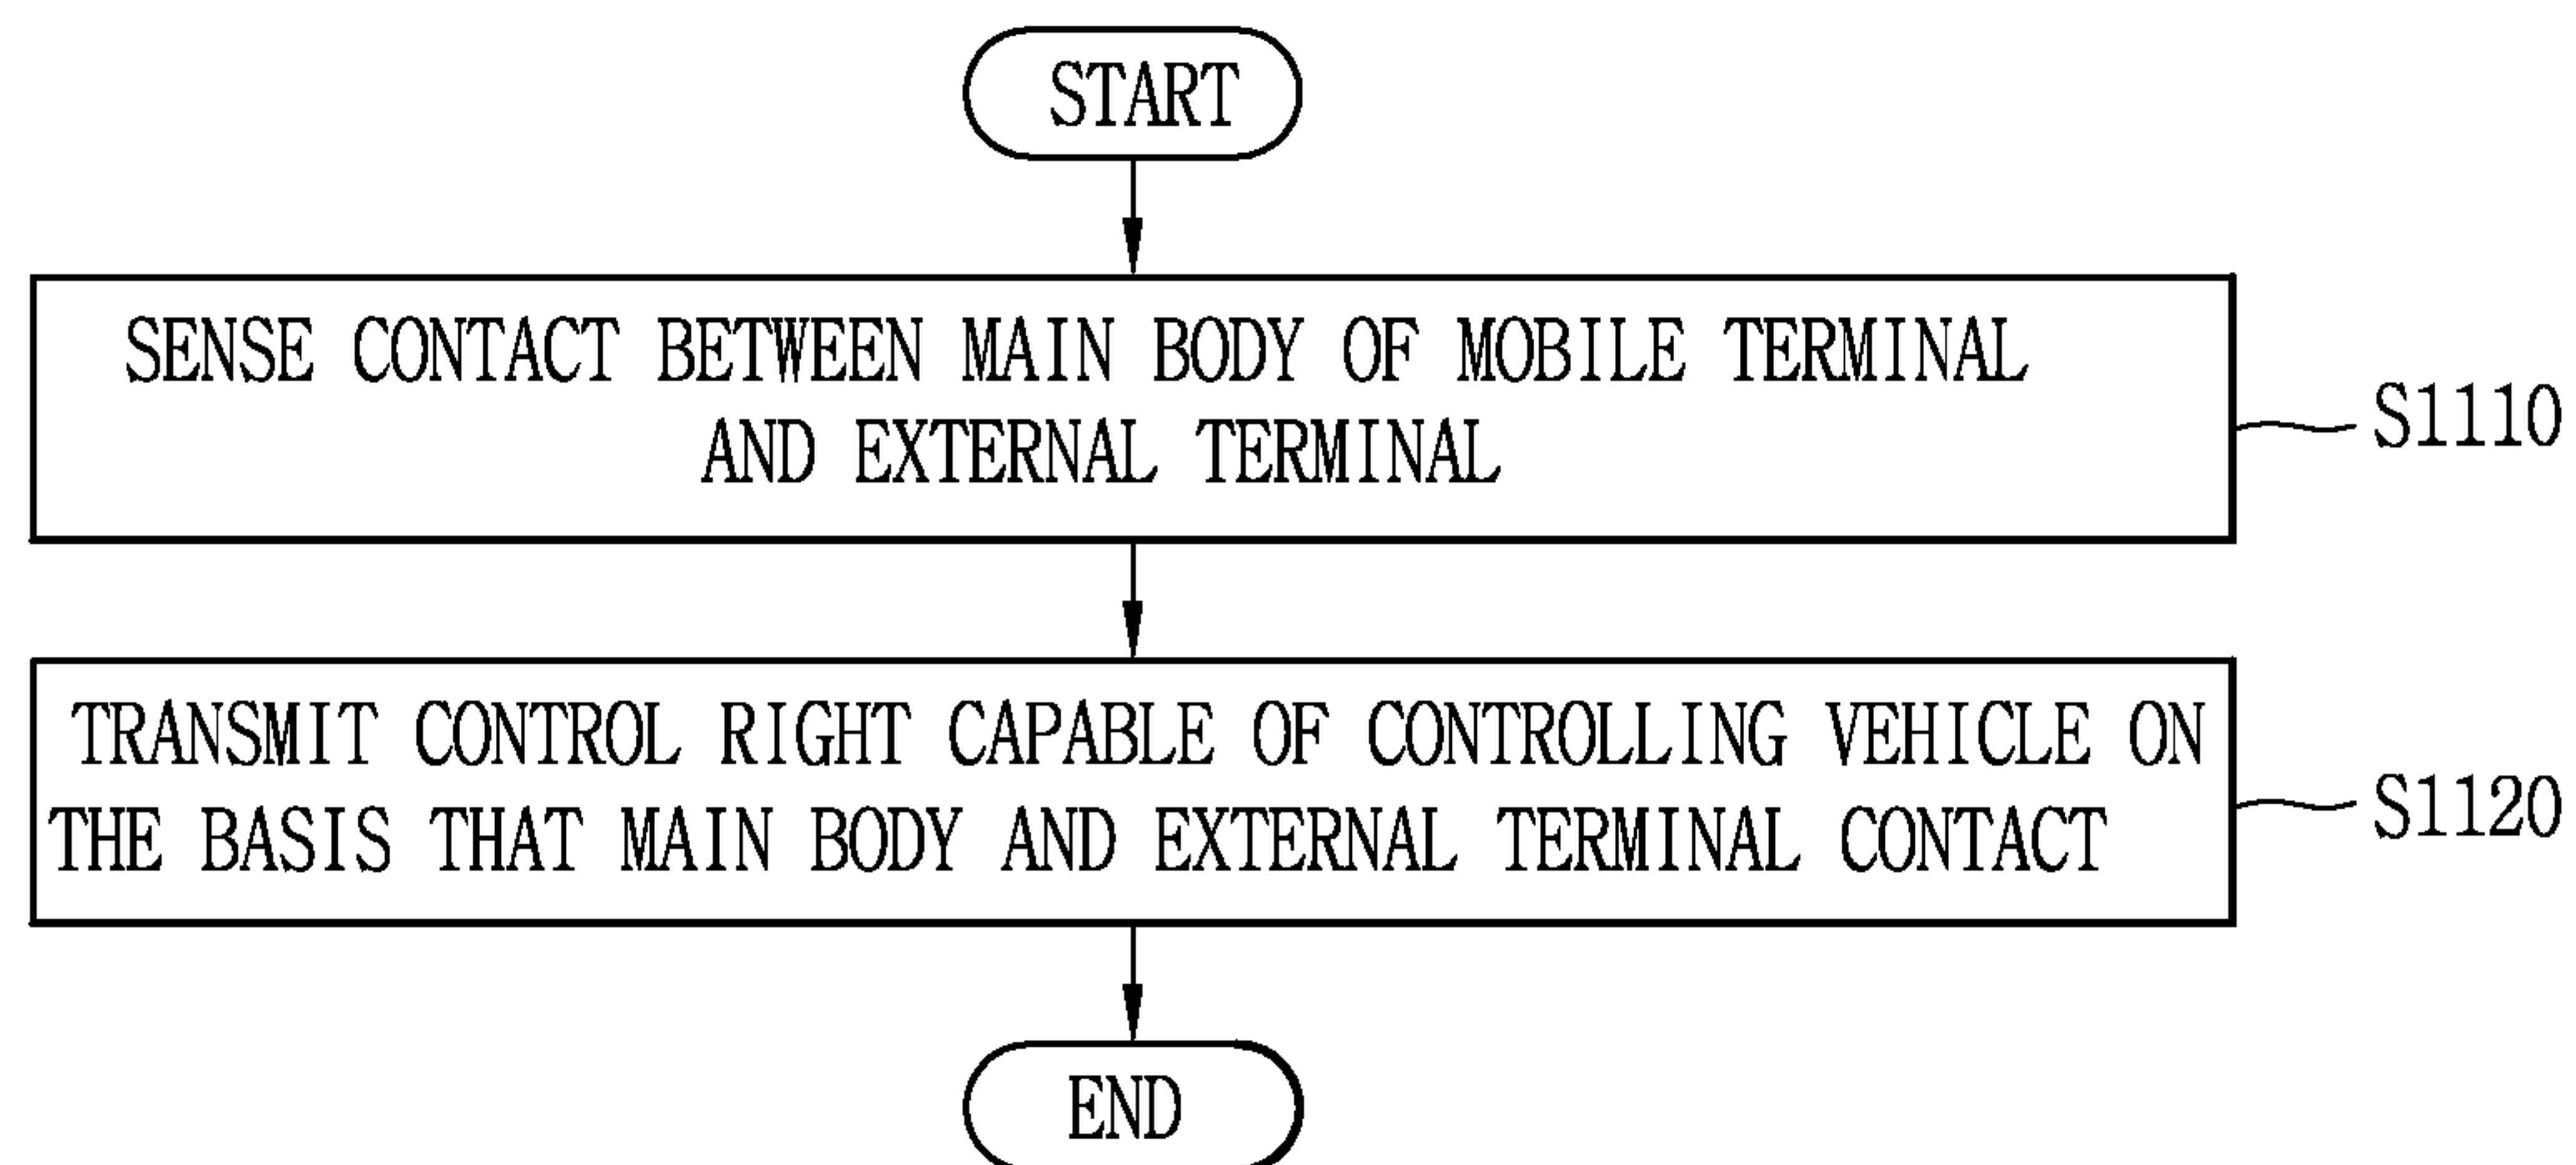 START
SENSE CONTACT BETWEEN MAIN BODY OF MOBILE TERMINAL
AND EXTERNAL TERMINAL
S1110
TRANSMIT CONTROL RIGHT CAPABLE OF CONTROLLING VEHICLE ON
THE BASIS THAT MAIN BODY AND EXTERNAL TERMINAL CONTACT
S1120
END